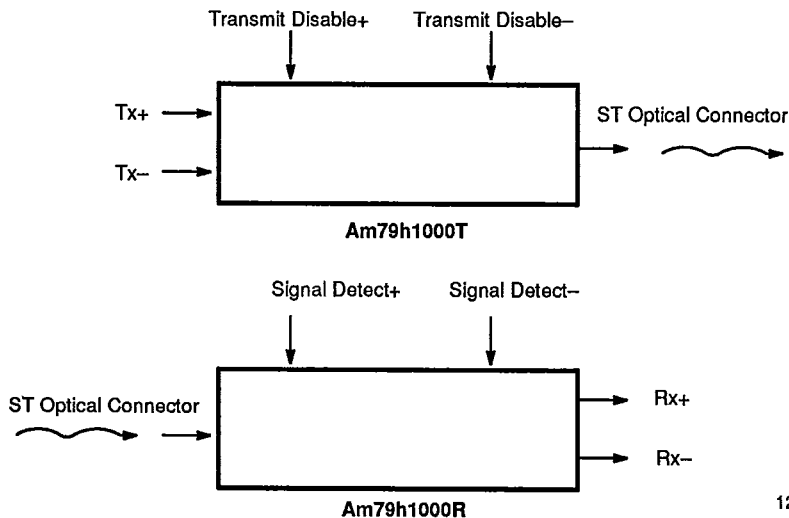 Transmit Disable+ Transmit Disable–
Tx+
ST Optical Connector
Tx–
Am79h1000T
Signal Detect+ Signal Detect–
ST Optical Connector
Rx+
Rx–
Am79h1000R
12